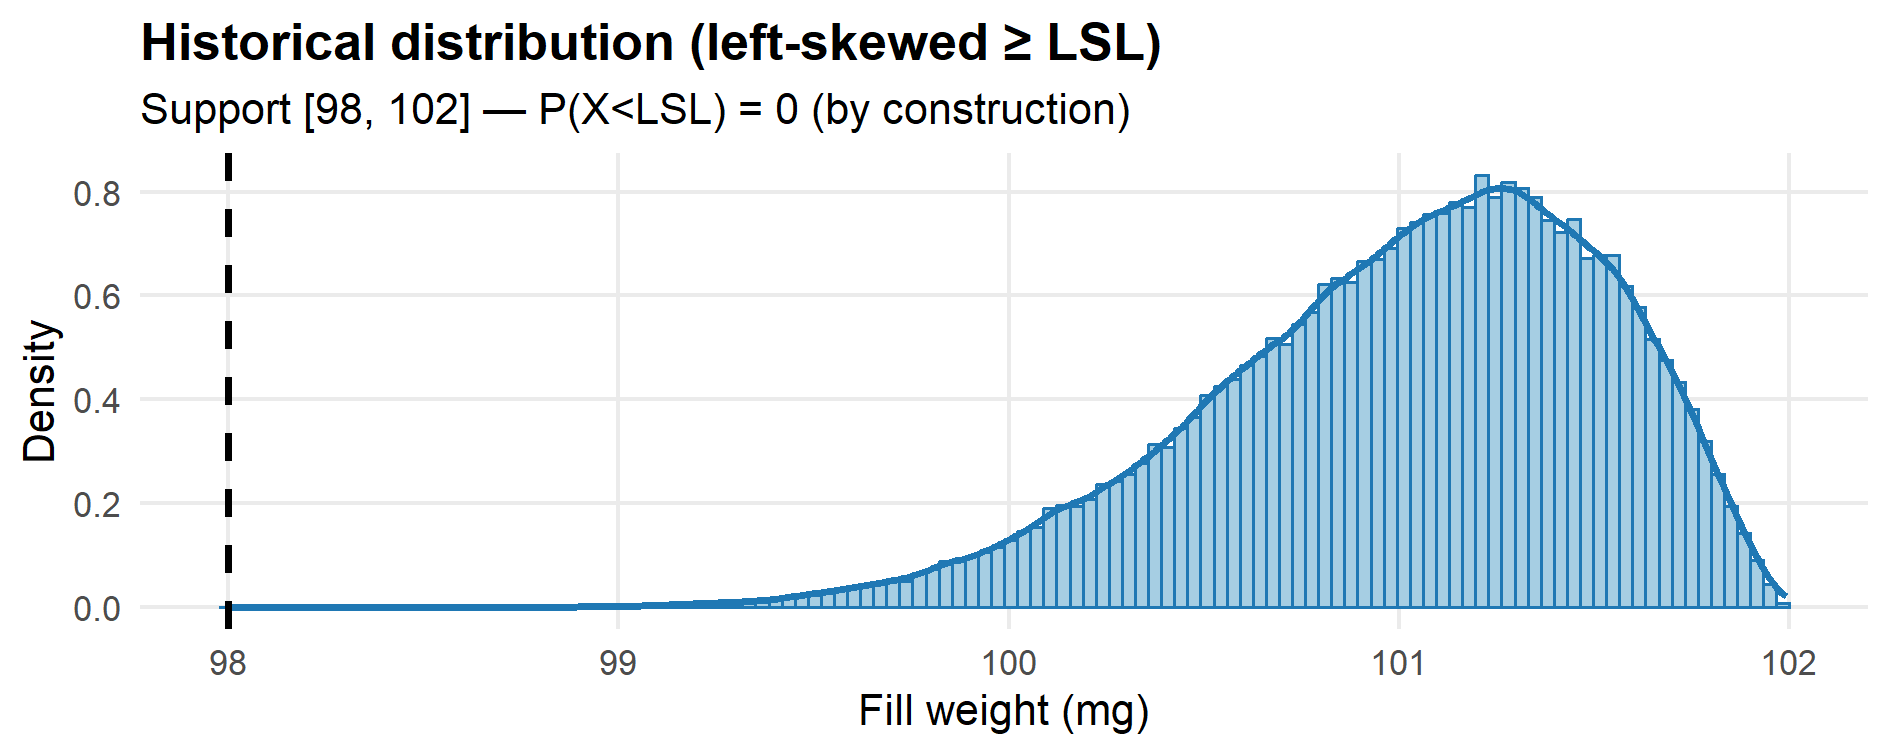 Historical distribution (left-skewed ≥ LSL)
Support [98, 102] — P(X<LSL) = 0 (by construction)
Density
0.8
0.6
0.4
0.2
0.0
98 99 100 101 102
Fill weight (mg)